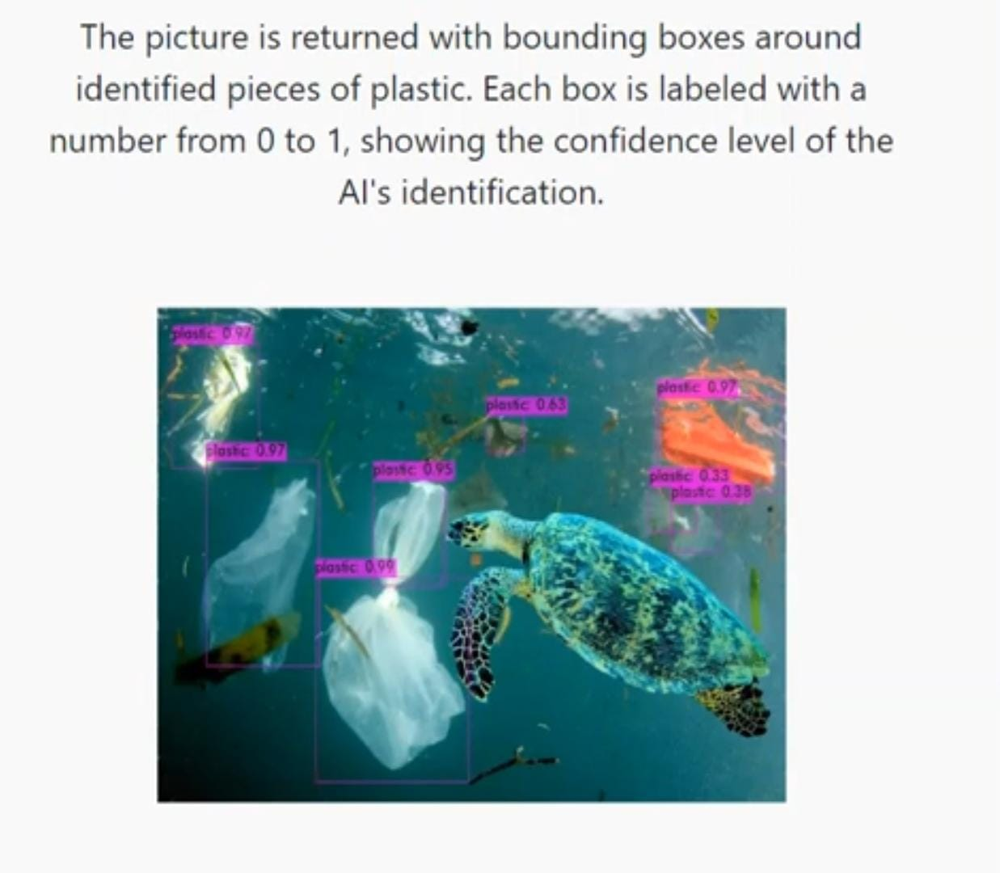 The picture is returned with bounding boxes around
identified pieces of plastic. Each box is labeled with a
number from 0 to 1, showing the confidence level of the
AI's identification.
plastic: 0.97
plastic: 0.97
plastic: 0.63
plastic: 0.97
plastic: 0.95
plastic: 0.33
plastic: 0.38
plastic: 0.99